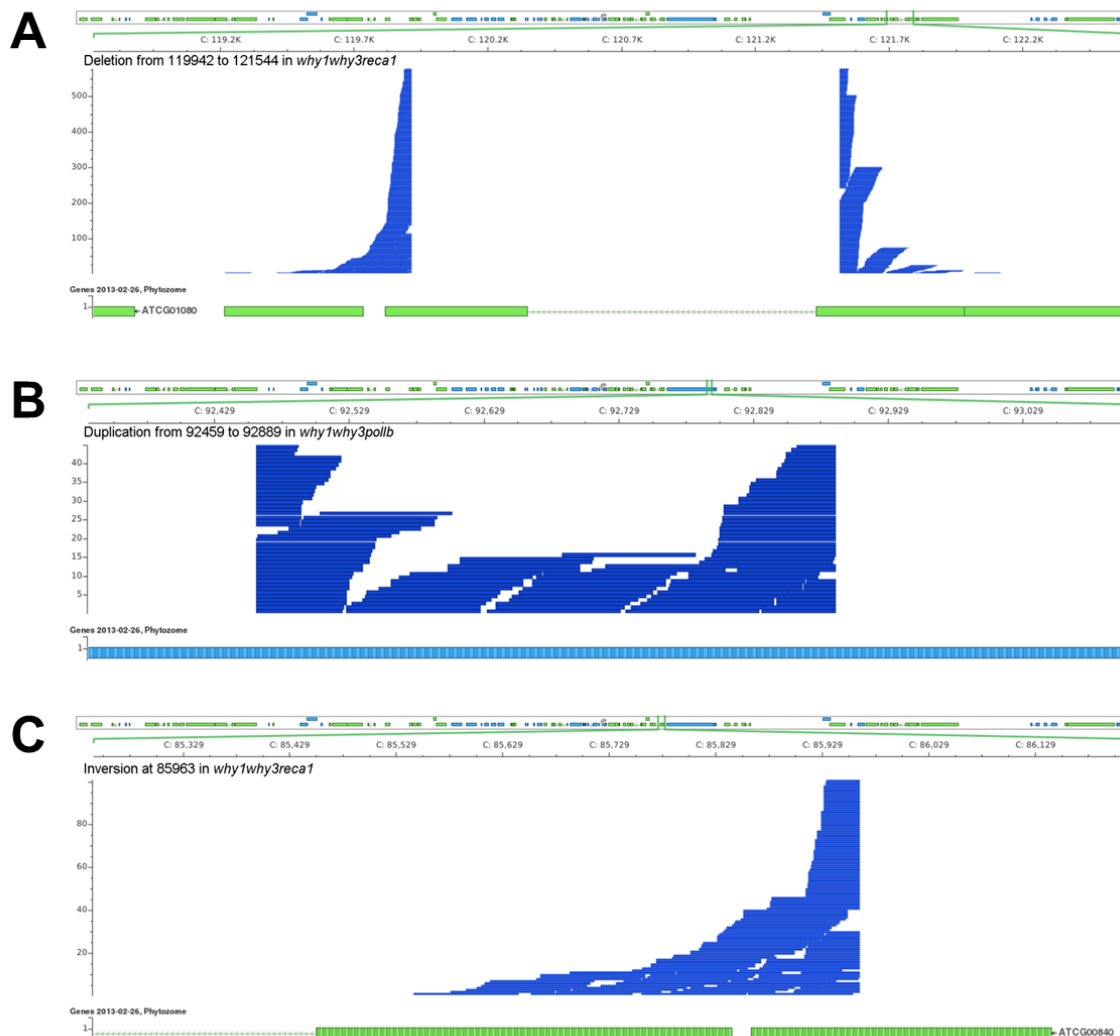 A
C
C: 119.2K C: 119.7K C: 120.2K C: 120.7K C: 121.2K C: 121.7K C: 122.2K
Deletion from 119942 to 121544 in why1why3reca1
500
400
300
200
100
Genes 2013-02-26, Phytozome
1
ATCG01080
B
C
C: 92,429 C: 92,529 C: 92,629 C: 92,729 C: 92,829 C: 92,929 C: 93,029
Duplication from 92459 to 92889 in why1why3polIb
40
35
30
25
20
15
10
5
Genes 2013-02-26, Phytozome
1
C
C
C: 85,329 C: 85,429 C: 85,529 C: 85,629 C: 85,729 C: 85,829 C: 85,929 C: 86,029 C: 86,129
Inversion at 85963 in why1why3reca1
80
60
40
20
Genes 2013-02-26, Phytozome
1
ATCG00840